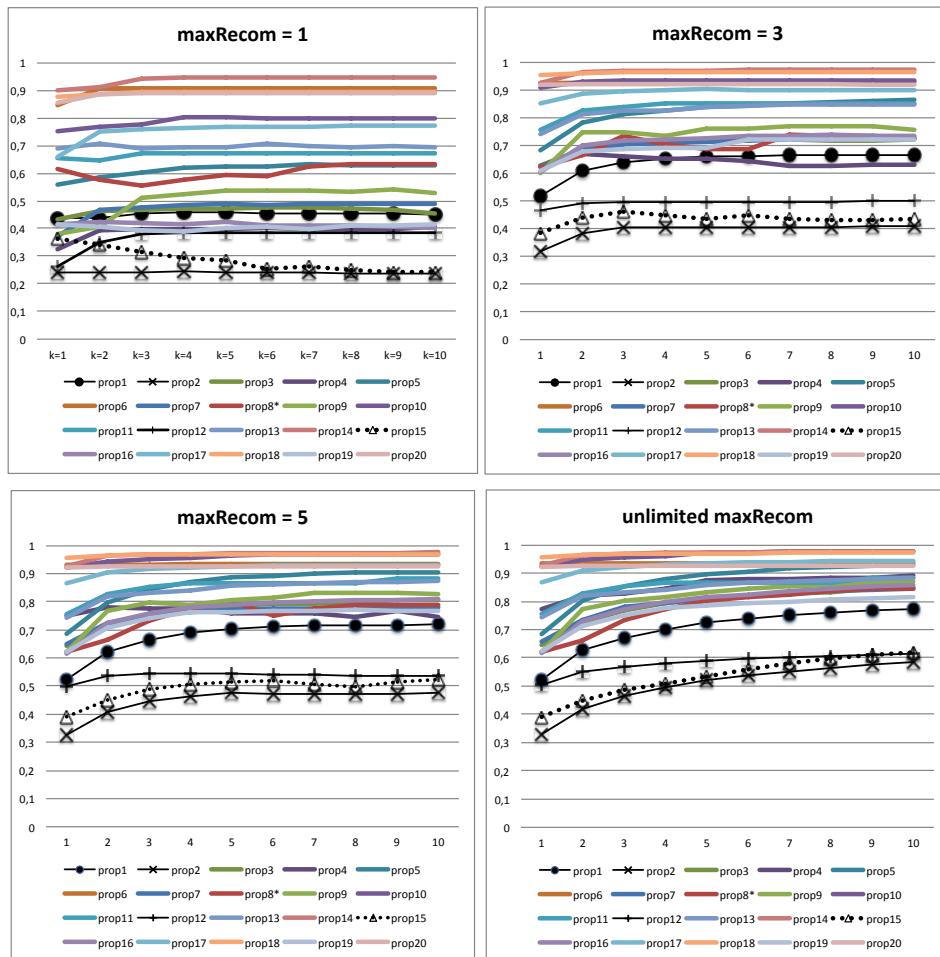 maxRecom = 1
1
0,9
0,8
0,7
0,6
0,5
0,4
0,3
0,2
0,1
0
k=1 k=2 k=3 k=4 k=5 k=6 k=7 k=8 k=9 k=10
prop1 prop2 prop3 prop4 prop5
prop6 prop7 prop8* prop9 prop10
prop11 prop12 prop13 prop14 prop15
prop16 prop17 prop18 prop19 prop20
maxRecom = 3
1
0,9
0,8
0,7
0,6
0,5
0,4
0,3
0,2
0,1
0
1 2 3 4 5 6 7 8 9 10
prop1 prop2 prop3 prop4 prop5
prop6 prop7 prop8* prop9 prop10
prop11 prop12 prop13 prop14 prop15
prop16 prop17 prop18 prop19 prop20
maxRecom = 5
1
0,9
0,8
0,7
0,6
0,5
0,4
0,3
0,2
0,1
0
1 2 3 4 5 6 7 8 9 10
prop1 prop2 prop3 prop4 prop5
prop6 prop7 prop8* prop9 prop10
prop11 prop12 prop13 prop14 prop15
prop16 prop17 prop18 prop19 prop20
unlimited maxRecom
1
0,9
0,8
0,7
0,6
0,5
0,4
0,3
0,2
0,1
0
1 2 3 4 5 6 7 8 9 10
prop1 prop2 prop3 prop4 prop5
prop6 prop7 prop8* prop9 prop10
prop11 prop12 prop13 prop14 prop15
prop16 prop17 prop18 prop19 prop20